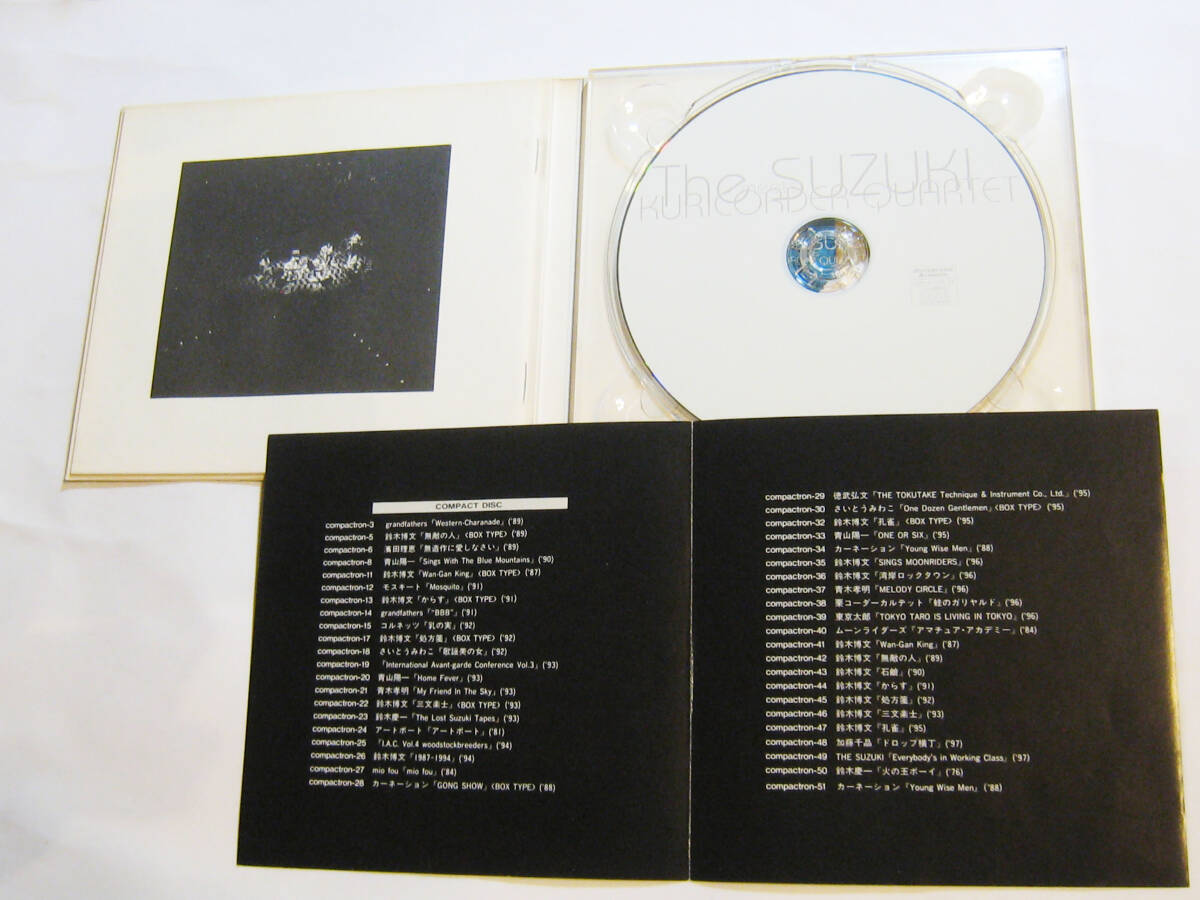 The SUZUKI
KURICORDER QUARTET
COMPACT DISC
compactron-3 grandfathers「Western-Charanade」('89)
compactron-5 鈴木博文「無敵の人」<BOX TYPE>('89)
compactron-6 濱田理恵「無造作に愛しなさい」('89)
compactron-8 青山陽一「Sings With The Blue Mountains」('90)
compactron-11 鈴木博文「Wan-Gan King」<BOX TYPE>('87)
compactron-12 モスキート「Mosquito」('91)
compactron-13 鈴木博文「からす」<BOX TYPE>('91)
compactron-14 grandfathers「"BBB"」('91)
compactron-15 コルネッツ「乳の実」('92)
compactron-17 鈴木博文「処方箋」<BOX TYPE>('92)
compactron-18 さいとうみわこ「歌謡美の女」('92)
compactron-19 「International Avant-garde Conference Vol.3」('93)
compactron-20 青山陽一「Home Fever」('93)
compactron-21 青木孝明「My Friend In The Sky」('93)
compactron-22 鈴木博文「三文楽士」<BOX TYPE>('93)
compactron-23 鈴木慶一「The Lost Suzuki Tapes」('93)
compactron-24 アートポート「アートポート」('81)
compactron-25 「I.A.C. Vol.4 woodstockbreeders」('94)
compactron-26 鈴木博文「1987-1994」('94)
compactron-27 mio fou「mio fou」('84)
compactron-28 カーネーション「GONG SHOW」<BOX TYPE>('88)
compactron-29 徳武弘文「THE TOKUTAKE Technique & Instrument Co., Ltd.」('95)
compactron-30 さいとうみわこ「One Dozen Gentlemen」<BOX TYPE>('95)
compactron-32 鈴木博文「孔雀」<BOX TYPE>('95)
compactron-33 青山陽一「ONE OR SIX」('95)
compactron-34 カーネーション「Young Wise Men」('88)
compactron-35 鈴木博文「SINGS MOONRIDERS」('96)
compactron-36 鈴木博文「湾岸ロックタウン」('96)
compactron-37 青木孝明「MELODY CIRCLE」('96)
compactron-38 栗コーダーカルテット「蛙のガリヤルド」('96)
compactron-39 東京太郎「TOKYO TARO IS LIVING IN TOKYO」('96)
compactron-40 ムーンライダーズ「アマチュア・アカデミー」('84)
compactron-41 鈴木博文「Wan-Gan King」('87)
compactron-42 鈴木博文「無敵の人」('89)
compactron-43 鈴木博文「石鹸」('90)
compactron-44 鈴木博文「からす」('91)
compactron-45 鈴木博文「処方箋」('92)
compactron-46 鈴木博文「三文楽士」('93)
compactron-47 鈴木博文「孔雀」('95)
compactron-48 加藤千晶「ドロップ横丁」('97)
compactron-49 THE SUZUKI「Everybody's in Working Class」('97)
compactron-50 鈴木慶一「火の玉ボーイ」('76)
compactron-51 カーネーション「Young Wise Men」('88)